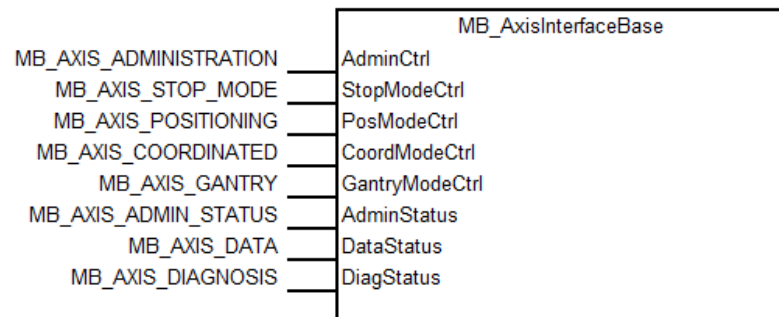 MB_AxisInterfaceBase
MB_AXIS_ADMINISTRATION AdminCtrl
MB_AXIS_STOP_MODE StopModeCtrl
MB_AXIS_POSITIONING PosModeCtrl
MB_AXIS_COORDINATED CoordModeCtrl
MB_AXIS_GANTRY GantryModeCtrl
MB_AXIS_ADMIN_STATUS AdminStatus
MB_AXIS_DATA DataStatus
MB_AXIS_DIAGNOSIS DiagStatus